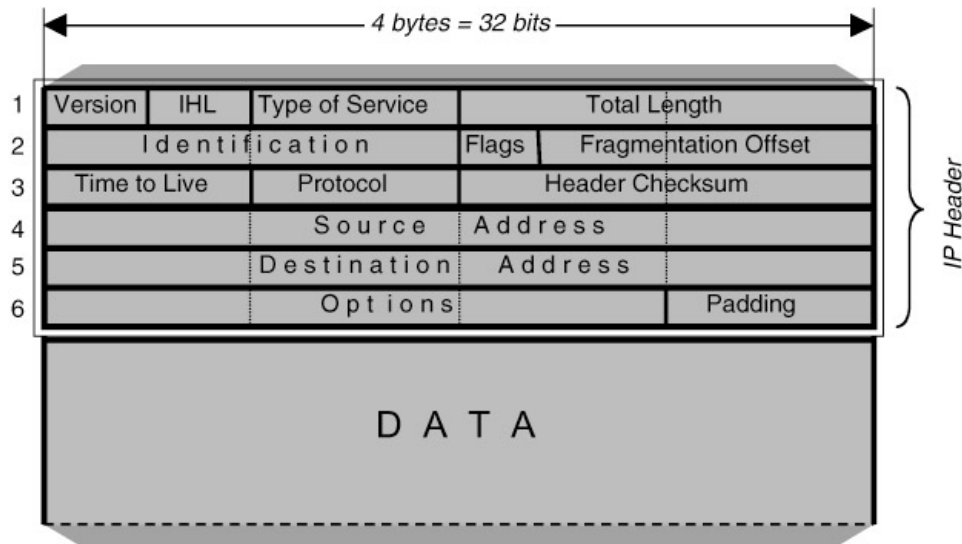 4 bytes = 32 bits
1 Version IHL Type of Service Total Length
2 Identification Flags Fragmentation Offset
3 Time to Live Protocol Header Checksum
4 Source Address
5 Destination Address
6 Options Padding
IP Header
DATA